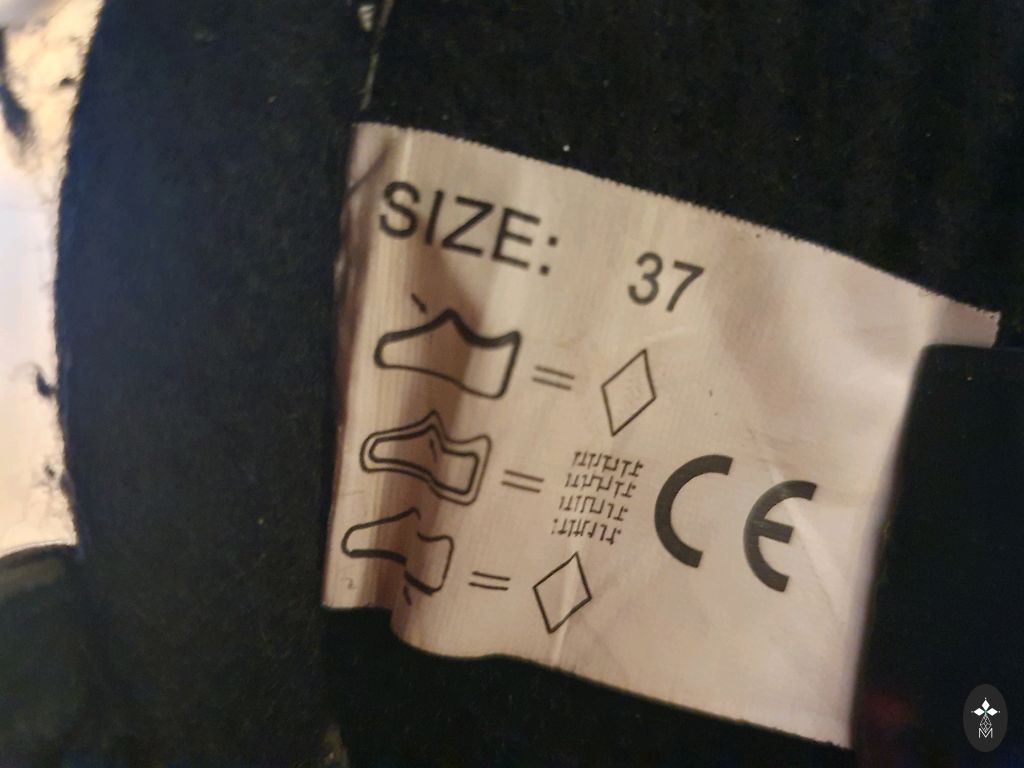 SIZE: 37
=
=
CE
=